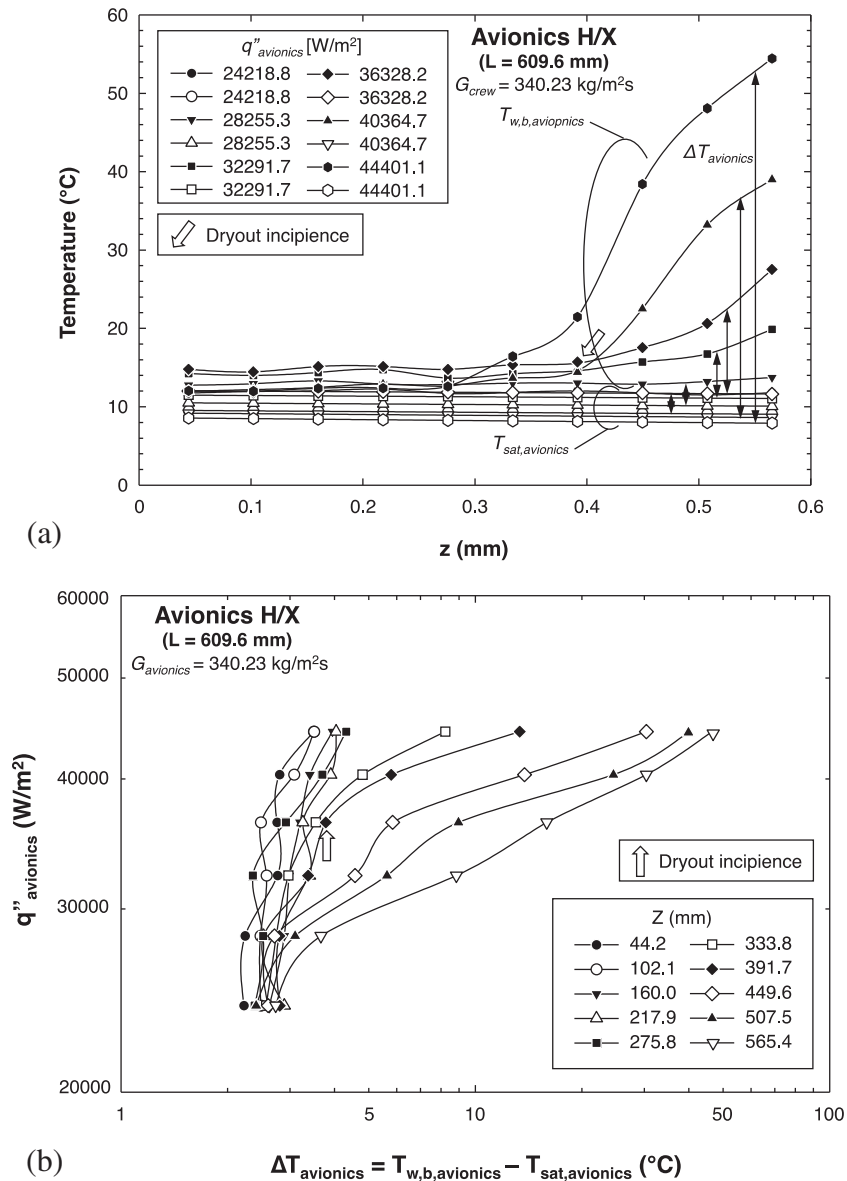 60
50
40
30
20
10
0
Temperature (°C)
q"avionics [W/m²]
24218.8 36328.2
24218.8 36328.2
28255.3 40364.7
28255.3 40364.7
32291.7 44401.1
32291.7 44401.1
Dryout incipience
Avionics H/X
(L = 609.6 mm)
Gcrew = 340.23 kg/m²s
Tw,b,aviopnics
ΔTavionics
Tsat,avionics
0 0.1 0.2 0.3 0.4 0.5 0.6
(a)
z (mm)
60000
50000
40000
30000
20000
q"avionics (W/m²)
Avionics H/X
(L = 609.6 mm)
Gavionics = 340.23 kg/m²s
Dryout incipience
Z (mm)
44.2 333.8
102.1 391.7
160.0 449.6
217.9 507.5
275.8 565.4
1 5 10 50 100
(b)
ΔTavionics = Tw,b,avionics – Tsat,avionics (°C)